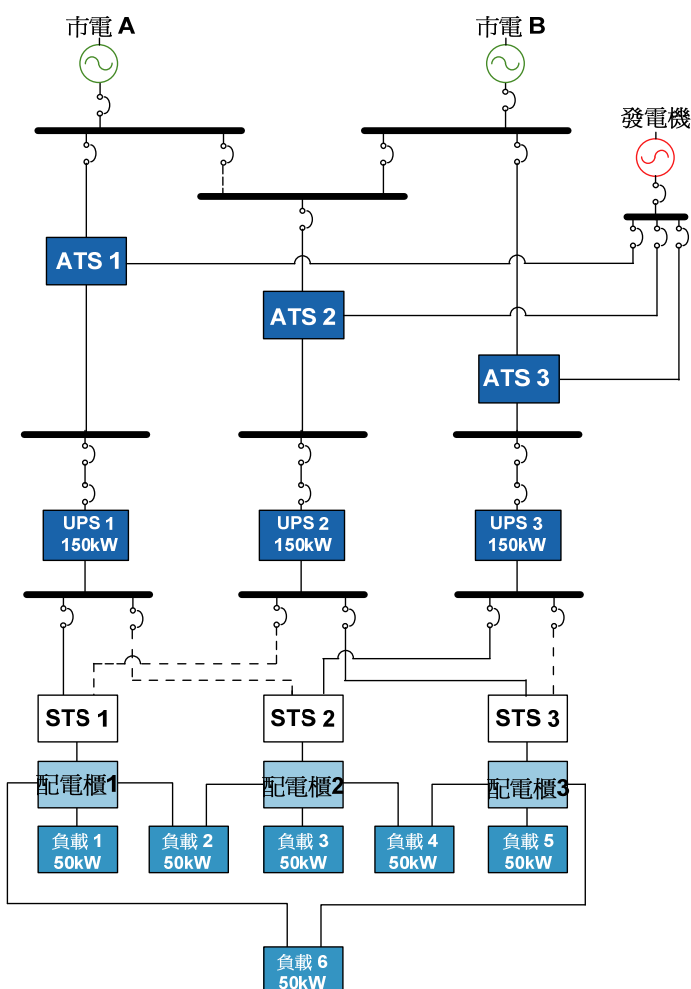 市電 A
市電 B
發電機
ATS 1
ATS 2
ATS 3
UPS 1
150kW
UPS 2
150kW
UPS 3
150kW
STS 1
STS 2
STS 3
配電櫃1
配電櫃2
配電櫃3
負載 1
50kW
負載 2
50kW
負載 3
50kW
負載 4
50kW
負載 5
50kW
負載 6
50kW